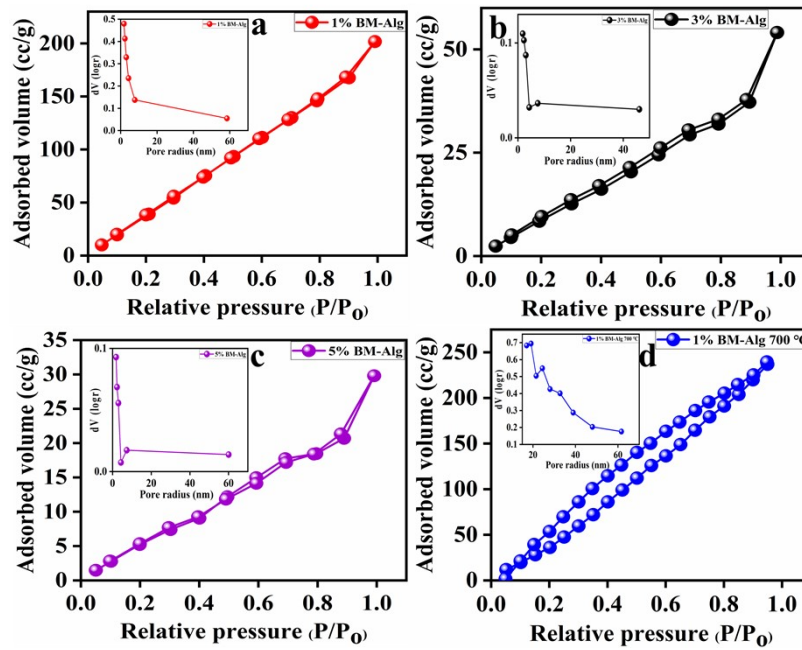 a
1% BM-Alg
Adsorbed volume (cc/g)
200
150
100
50
0
0.0 0.2 0.4 0.6 0.8 1.0
Relative pressure (P/Po)
1% BM-Alg
dV (logr)
0.5
0.4
0.3
0.2
0.1
0.0
0 20 40 60
Pore radius (nm)
b
3% BM-Alg
Adsorbed volume (cc/g)
50
25
0
0.0 0.2 0.4 0.6 0.8 1.0
Relative pressure (P/Po)
3% BM-Alg
dV (logr)
0.1
0.0
0 20 40
Pore radius (nm)
c
5% BM-Alg
Adsorbed volume (cc/g)
35
30
25
20
15
10
5
0
0.0 0.2 0.4 0.6 0.8 1.0
Relative pressure (P/Po)
5% BM-Alg
dV (logr)
0.1
0.0
0 20 40 60
Pore radius (nm)
d
1% BM-Alg 700 °C
Adsorbed volume (cc/g)
250
200
150
100
50
0
0.0 0.2 0.4 0.6 0.8 1.0
Relative pressure (P/Po)
1% BM-Alg 700 °C
dV (logr)
0.7
0.6
0.5
0.4
0.3
0.2
0.1
20 30 40 50 60
Pore radius (nm)